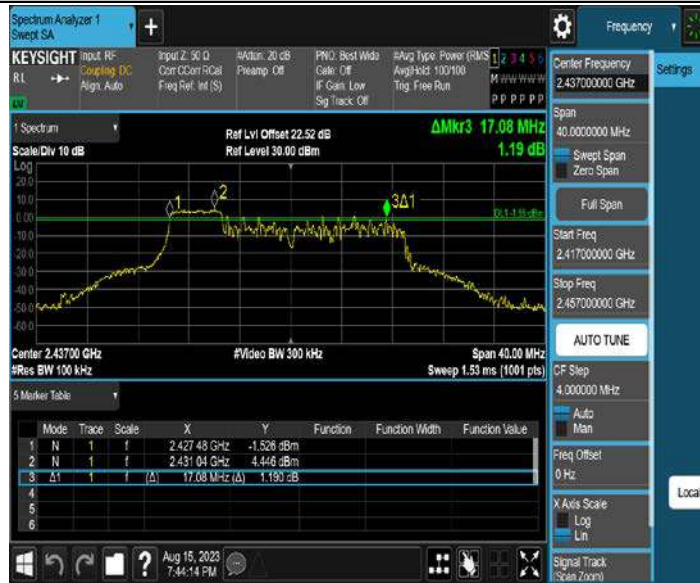 Spectrum Analyzer 1
Swept SA
+
Frequency
KEYSIGHT
RL
Input: RF
Coupling: DC
Align: Auto
Input Z: 50 Ω
Corr CCorr RCal
Freq Ref: Int (S)
#Atten: 20 dB
Preamp: Off
PNO: Best Wide
Gate: Off
IF Gain: Low
Sig Track: Off
#Avg Type: Power (RMS
Avg|Hold: 100/100
Trig: Free Run
1 2 3 4 5 6
M W W W W W
P P P P P P
Center Frequency
2.437000000 GHz
Settings
Span
40.0000000 MHz
Swept Span
Zero Span
Full Span
Start Freq
2.417000000 GHz
Stop Freq
2.457000000 GHz
AUTO TUNE
CF Step
4.000000 MHz
Auto
Man
Freq Offset
0 Hz
X Axis Scale
Log
Lin
Local
Signal Track
(Span Zoom)
1 Spectrum
Scale/Div 10 dB
Ref Lvl Offset 22.52 dB
Ref Level 30.00 dBm
ΔMkr3 17.08 MHz
1.19 dB
Log
20.0
10.0
0.00
-10.0
-20.0
-30.0
-40.0
-50.0
-60.0
1
2
3Δ1
Center 2.43700 GHz
#Res BW 100 kHz
#Video BW 300 kHz
Span 40.00 MHz
Sweep 1.53 ms (1001 pts)
5 Marker Table
Mode Trace Scale X Y Function Function Width Function Value
1 N 1 f 2.427 48 GHz -1.526 dBm
2 N 1 f 2.431 04 GHz 4.446 dBm
3 Δ1 1 f (Δ) 17.08 MHz (Δ) 1.190 dB
4
5
6
?
Aug 15, 2023
7:44:14 PM